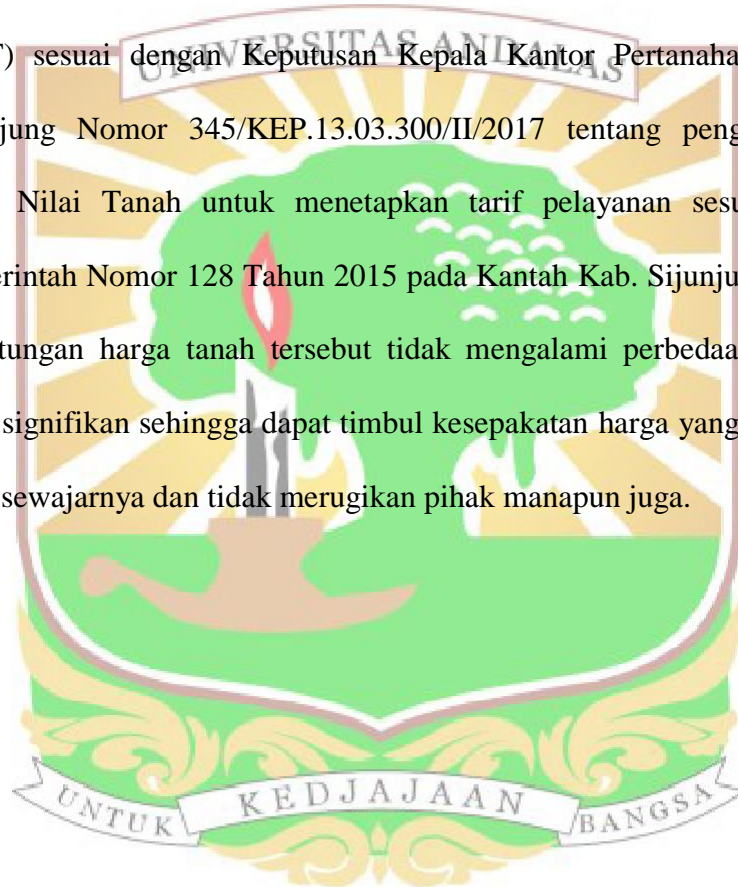 UNIVERSITAS ANDALAS
T) sesuai dengan Keputusan Kepala Kantor Pertanaha
jung Nomor 345/KEP.13.03.300/II/2017 tentang peng
Nilai Tanah untuk menetapkan tarif pelayanan sesu
erintah Nomor 128 Tahun 2015 pada Kantah Kab. Sijunju
tungan harga tanah tersebut tidak mengalami perbedaa
signifikan sehingga dapat timbul kesepakatan harga yang
sewajarnya dan tidak merugikan pihak manapun juga.
UNTUK KEDJAJAAN BANGSA